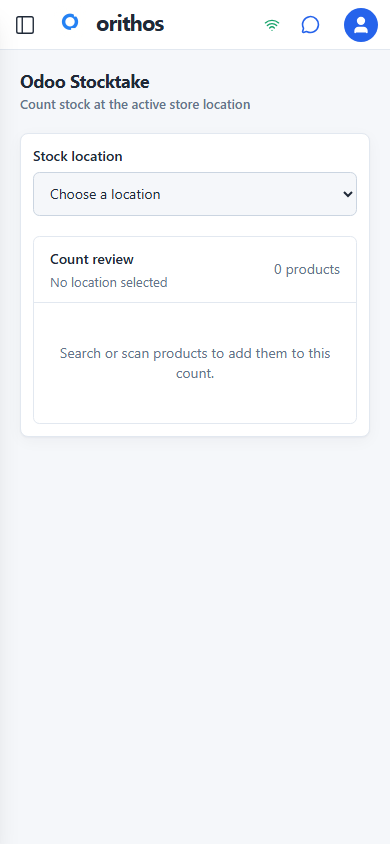 orithos
Odoo Stocktake
Count stock at the active store location
Stock location
Choose a location
Count review
No location selected
0 products
Search or scan products to add them to this
count.